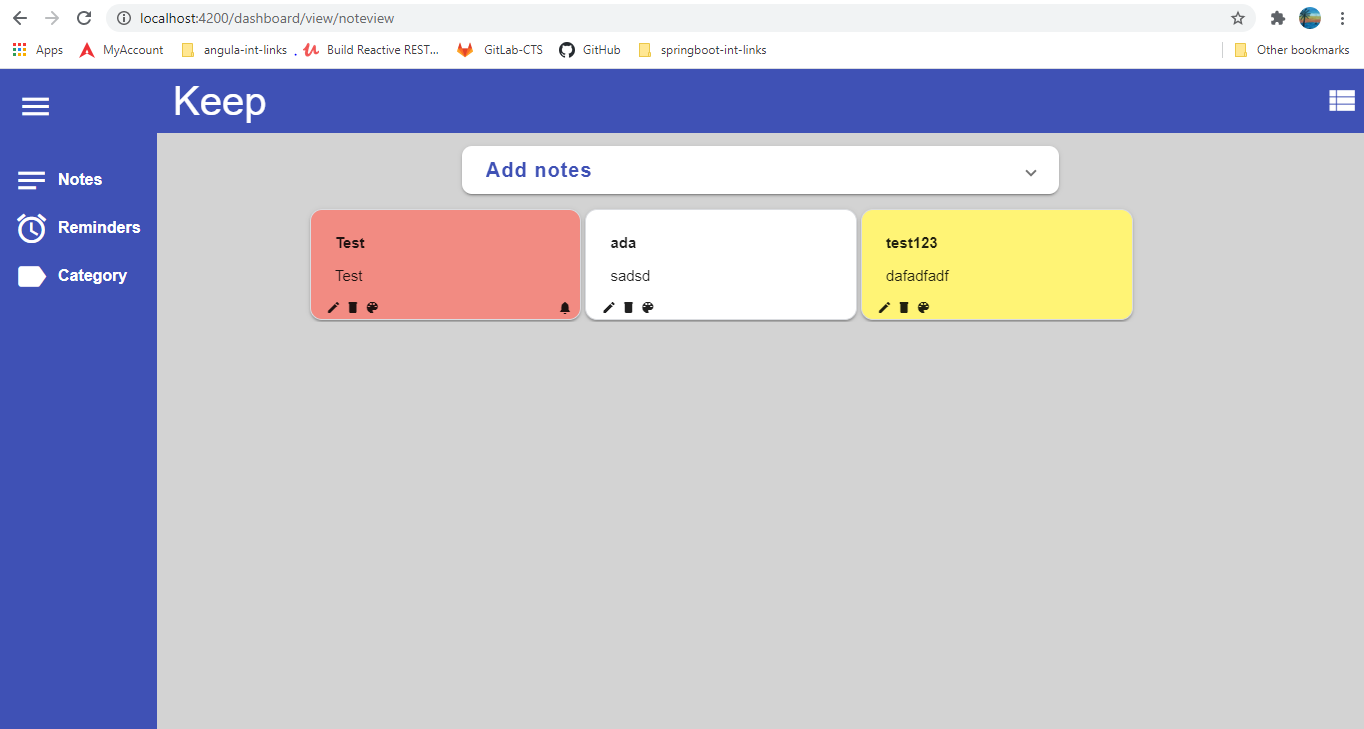 localhost:4200/dashboard/view/noteview
Apps MyAccount angula-int-links . Build Reactive REST... GitLab-CTS GitHub springboot-int-links Other bookmarks
Keep
Notes
Reminders
Category
Add notes
Test ada test123
Test sadsd dafadfadf